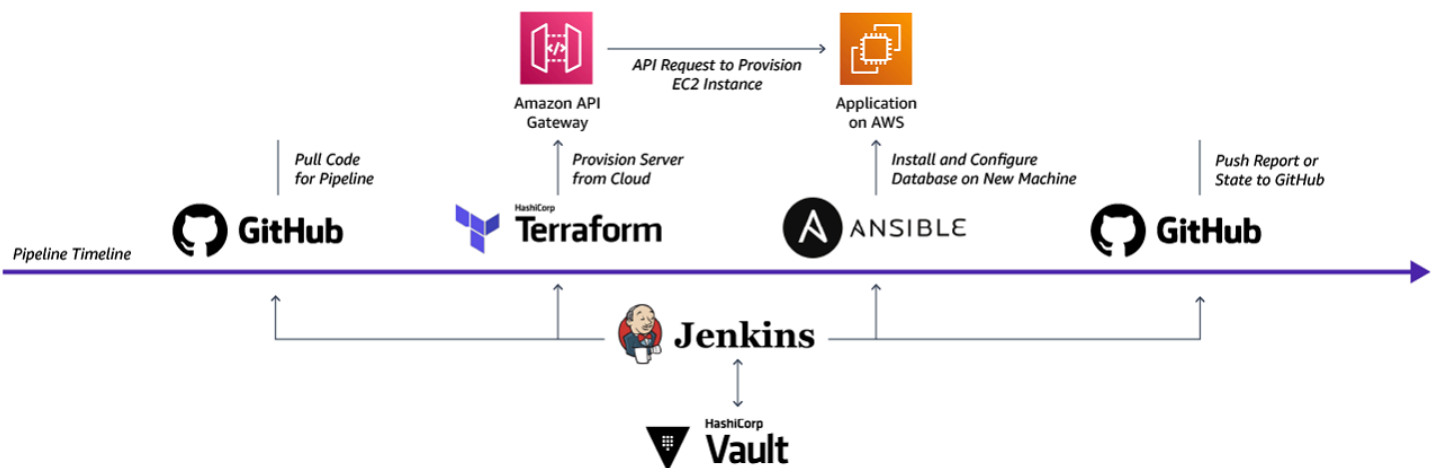 API Request to Provision
EC2 Instance
Amazon API
Gateway
Application
on AWS
Pull Code
for Pipeline
Provision Server
from Cloud
Install and Configure
Database on New Machine
Push Report or
State to GitHub
GitHub
HashiCorp
Terraform
A ANSIBLE
GitHub
Pipeline Timeline
Jenkins
HashiCorp
Vault